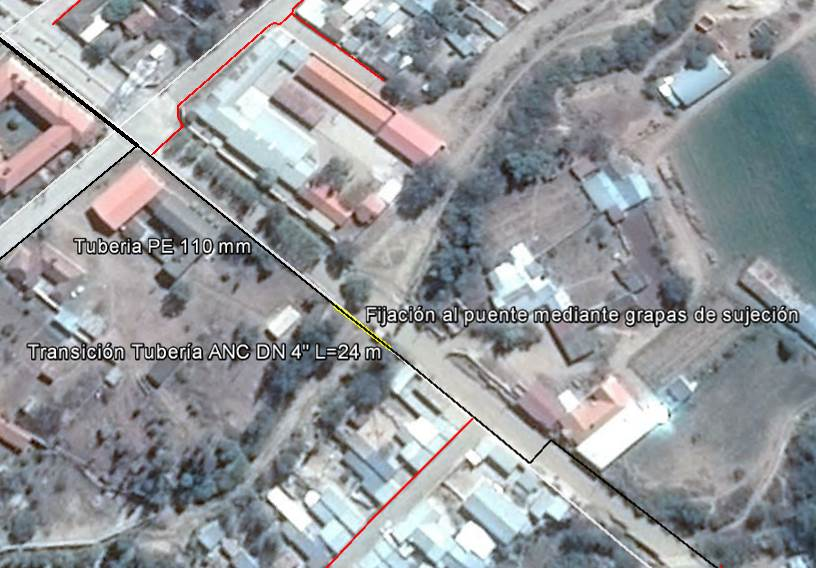 Tuberia PE 110 mm
Fijación al puente mediante grapas de sujeción
Transición Tubería ANC DN 4" L=24 m